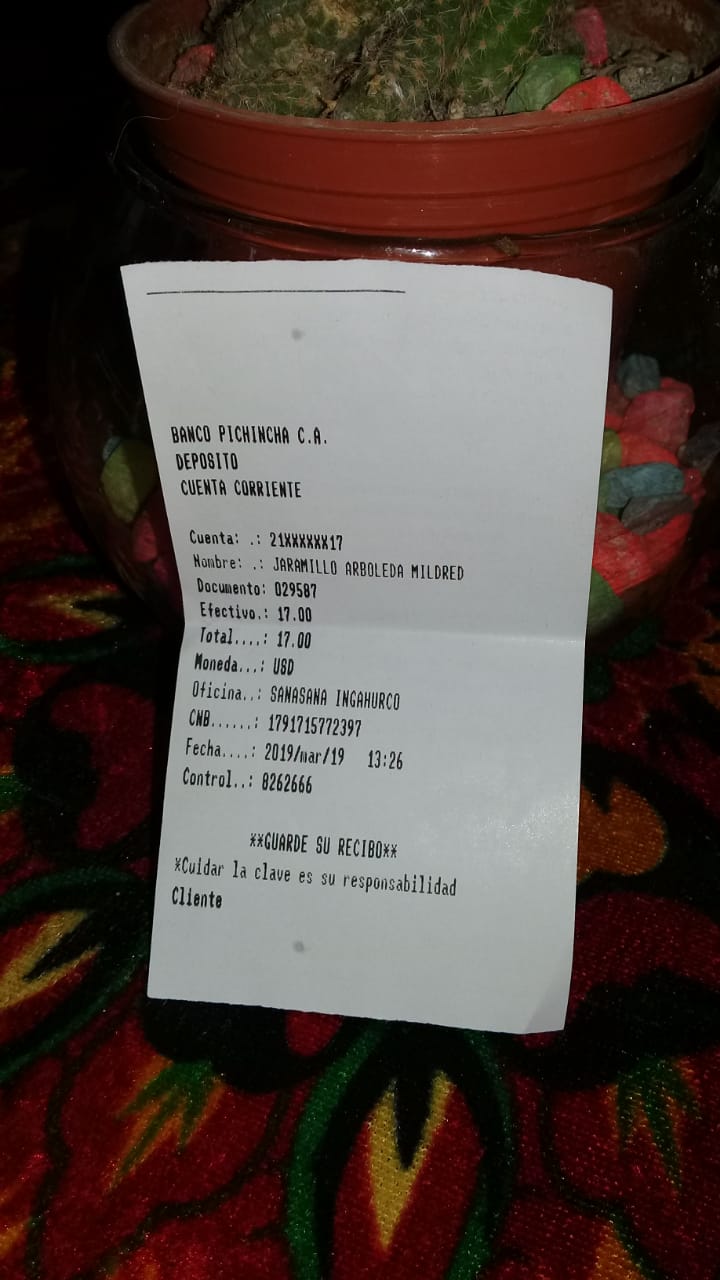 BANCO PICHINCHA C.A.
DEPOSITO
CUENTA CORRIENTE
Cuenta: .: 21XXXXXX17
Nombre: .: JARAMILLO ARBOLEDA MILDRED
Documento: 029587
Efectivo.: 17.00
Total....: 17.00
Moneda...: USD
Oficina..: SANASANA INGAHURCO
CNB......: 1791715772397
Fecha....: 2019/mar/19 13:26
Control..: 8262666
**GUARDE SU RECIBO**
*Cuidar la clave es su responsabilidad
Cliente